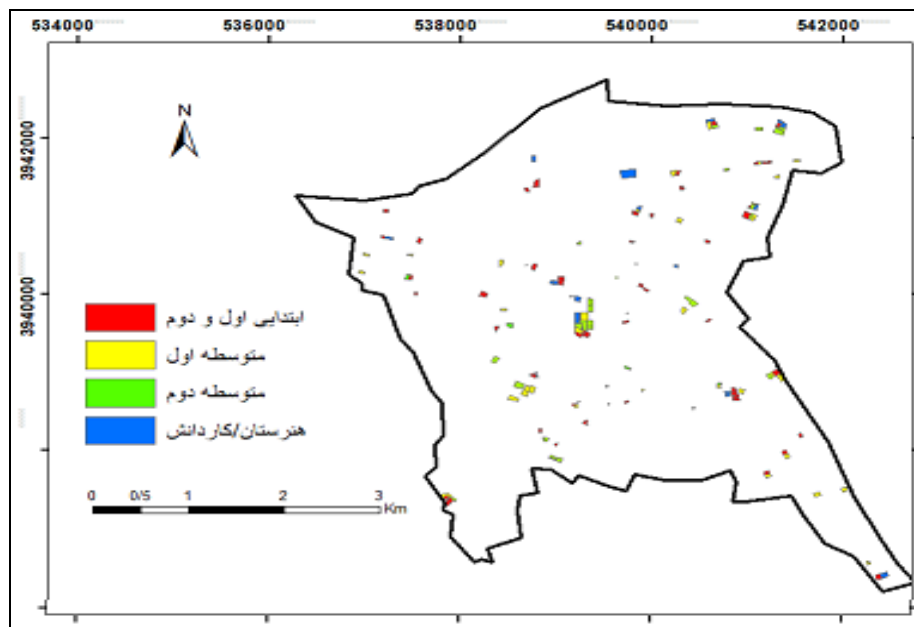 534000 536000 538000 540000 542000
N
3942000
3940000
ابتدایی اول و دوم
متوسطه اول
متوسطه دوم
هنرستان/کاردانش
0 0/5 1 2 3
Km